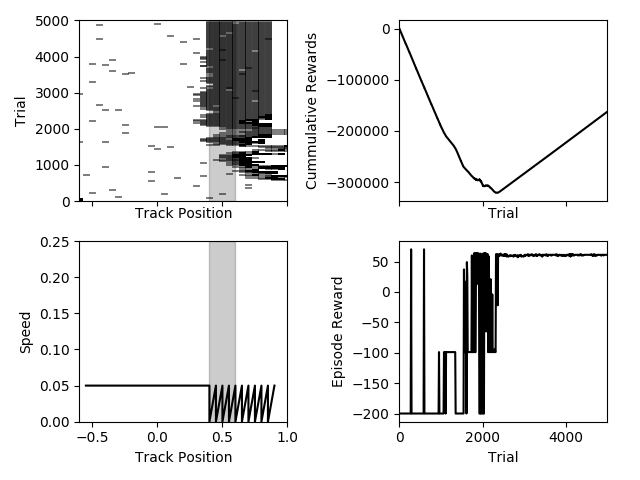 5000
4000
3000
2000
1000
0
Trial
Track Position
0
−100000
−200000
−300000
Cummulative Rewards
Trial
0.25
0.20
0.15
0.10
0.05
0.00
Speed
−0.5 0.0 0.5 1.0
Track Position
50
0
−50
−100
−150
−200
Episode Reward
0 2000 4000
Trial